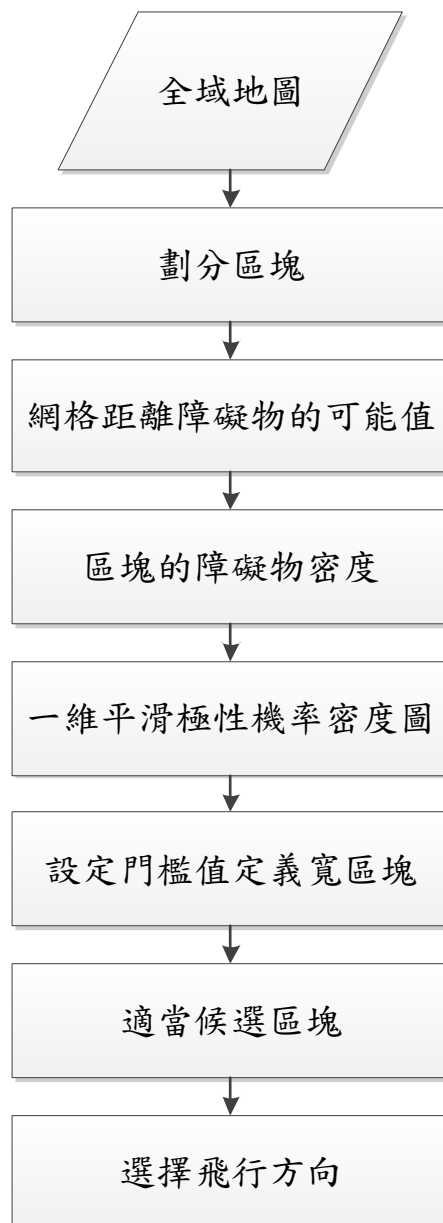 全域地圖
劃分區塊
網格距離障礙物的可能值
區塊的障礙物密度
一維平滑極性機率密度圖
設定門檻值定義寬區塊
適當候選區塊
選擇飛行方向